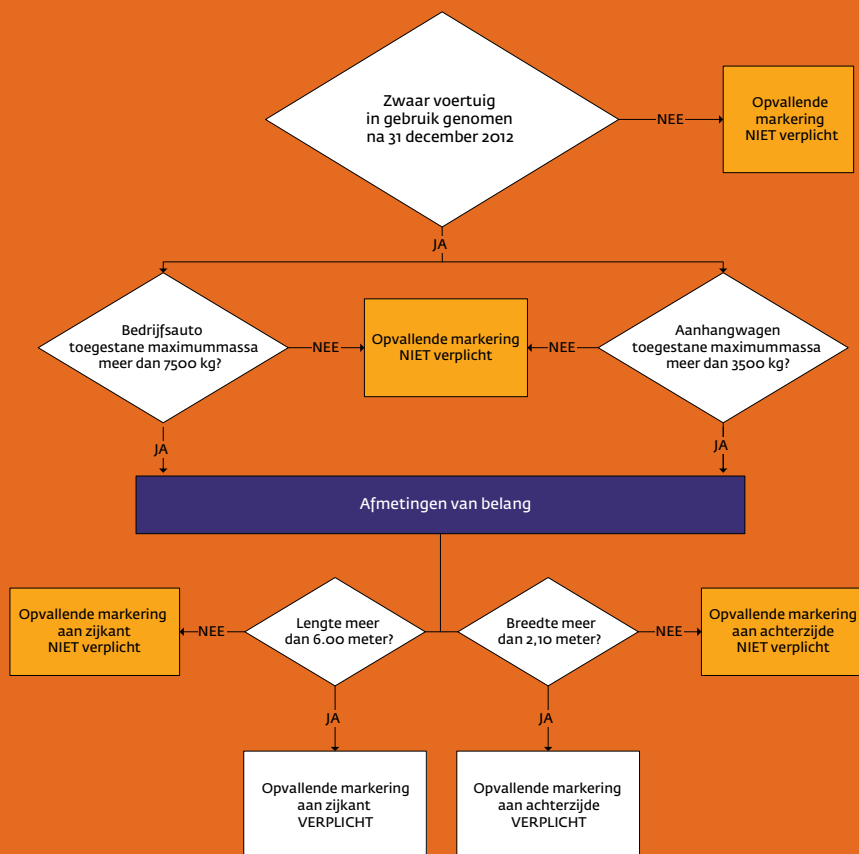 Zwaar voertuig
in gebruik genomen
na 31 december 2012
NEE
Opvallende
markering
NIET verplicht
JA
Bedrijfsauto
toegestane maximummassa
meer dan 7500 kg?
NEE
Opvallende markering
NIET verplicht
NEE
Aanhangwagen
toegestane maximummassa
meer dan 3500 kg?
JA
JA
Afmetingen van belang
Opvallende markering
aan zijkant
NIET verplicht
NEE
Lengte meer
dan 6.00 meter?
Breedte meer
dan 2,10 meter?
NEE
Opvallende markering
aan achterzijde
NIET verplicht
JA
JA
Opvallende markering
aan zijkant
VERPLICHT
Opvallende markering
aan achterzijde
VERPLICHT